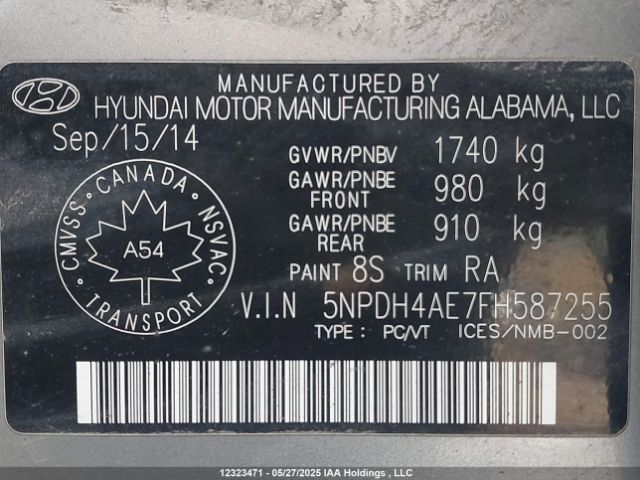 MANUFACTURED BY
HYUNDAI MOTOR MANUFACTURING ALABAMA, LLC
Sep/15/14
GVWR/PNBV 1740 kg
GAWR/PNBE FRONT 980 kg
GAWR/PNBE REAR 910 kg
CANADA
CMVSS
NSVAC
A54
TRANSPORT
PAINT 8S TRIM RA
V.I.N 5NPDH4AE7FH587255
TYPE : PC/VT ICES/NMB-002
12323471 - 05/27/2025 IAA Holdings , LLC